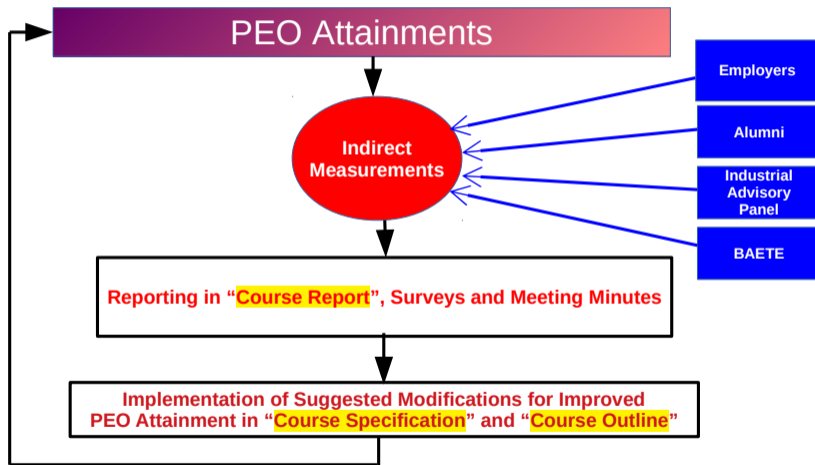 PEO Attainments
Indirect
Measurements
Employers
Alumni
Industrial
Advisory
Panel
BAETE
Reporting in “Course Report”, Surveys and Meeting Minutes
Implementation of Suggested Modifications for Improved
PEO Attainment in “Course Specification” and “Course Outline”